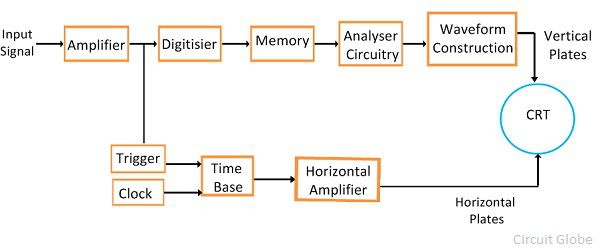 Input
Signal
Amplifier
Digitisier
Memory
Analyser
Circuitry
Waveform
Construction
Vertical
Plates
CRT
Trigger
Clock
Time
Base
Horizontal
Amplifier
Horizontal
Plates
Circuit Globe